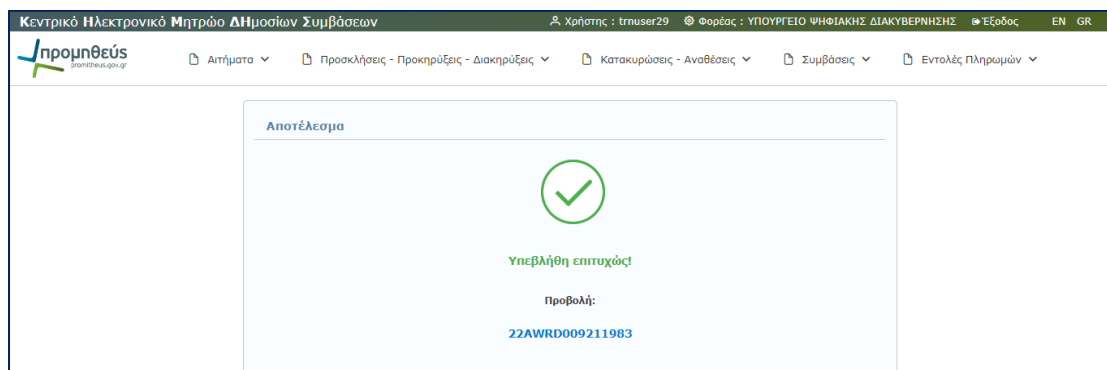 Κεντρικό Ηλεκτρονικό Μητρώο ΔΗμοσίων Συμβάσεων Χρήστης : trnuser29 Φορέας : ΥΠΟΥΡΓΕΙΟ ΨΗΦΙΑΚΗΣ ΔΙΑΚΥΒΕΡΝΗΣΗΣ Έξοδος EN GR
προμηθεύς
promitheus.gov.gr
Αιτήματα Προσκλήσεις - Προκηρύξεις - Διακηρύξεις Κατακυρώσεις - Αναθέσεις Συμβάσεις Εντολές Πληρωμών
Αποτέλεσμα
Υπεβλήθη επιτυχώς!
Προβολή:
22AWRD009211983